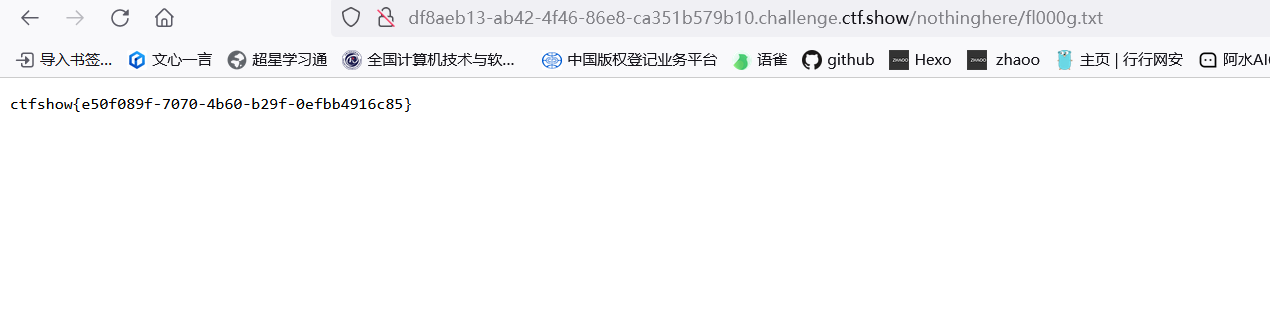 df8aeb13-ab42-4f46-86e8-ca351b579b10.challenge.ctf.show/nothinghere/fl000g.txt
导入书签... 文心一言 超星学习通 全国计算机技术与软... 中国版权登记业务平台 语雀 github ZHAOO Hexo ZHAOO zhaoo 主页 | 行行网安 阿水AI
ctfshow{e50f089f-7070-4b60-b29f-0efbb4916c85}